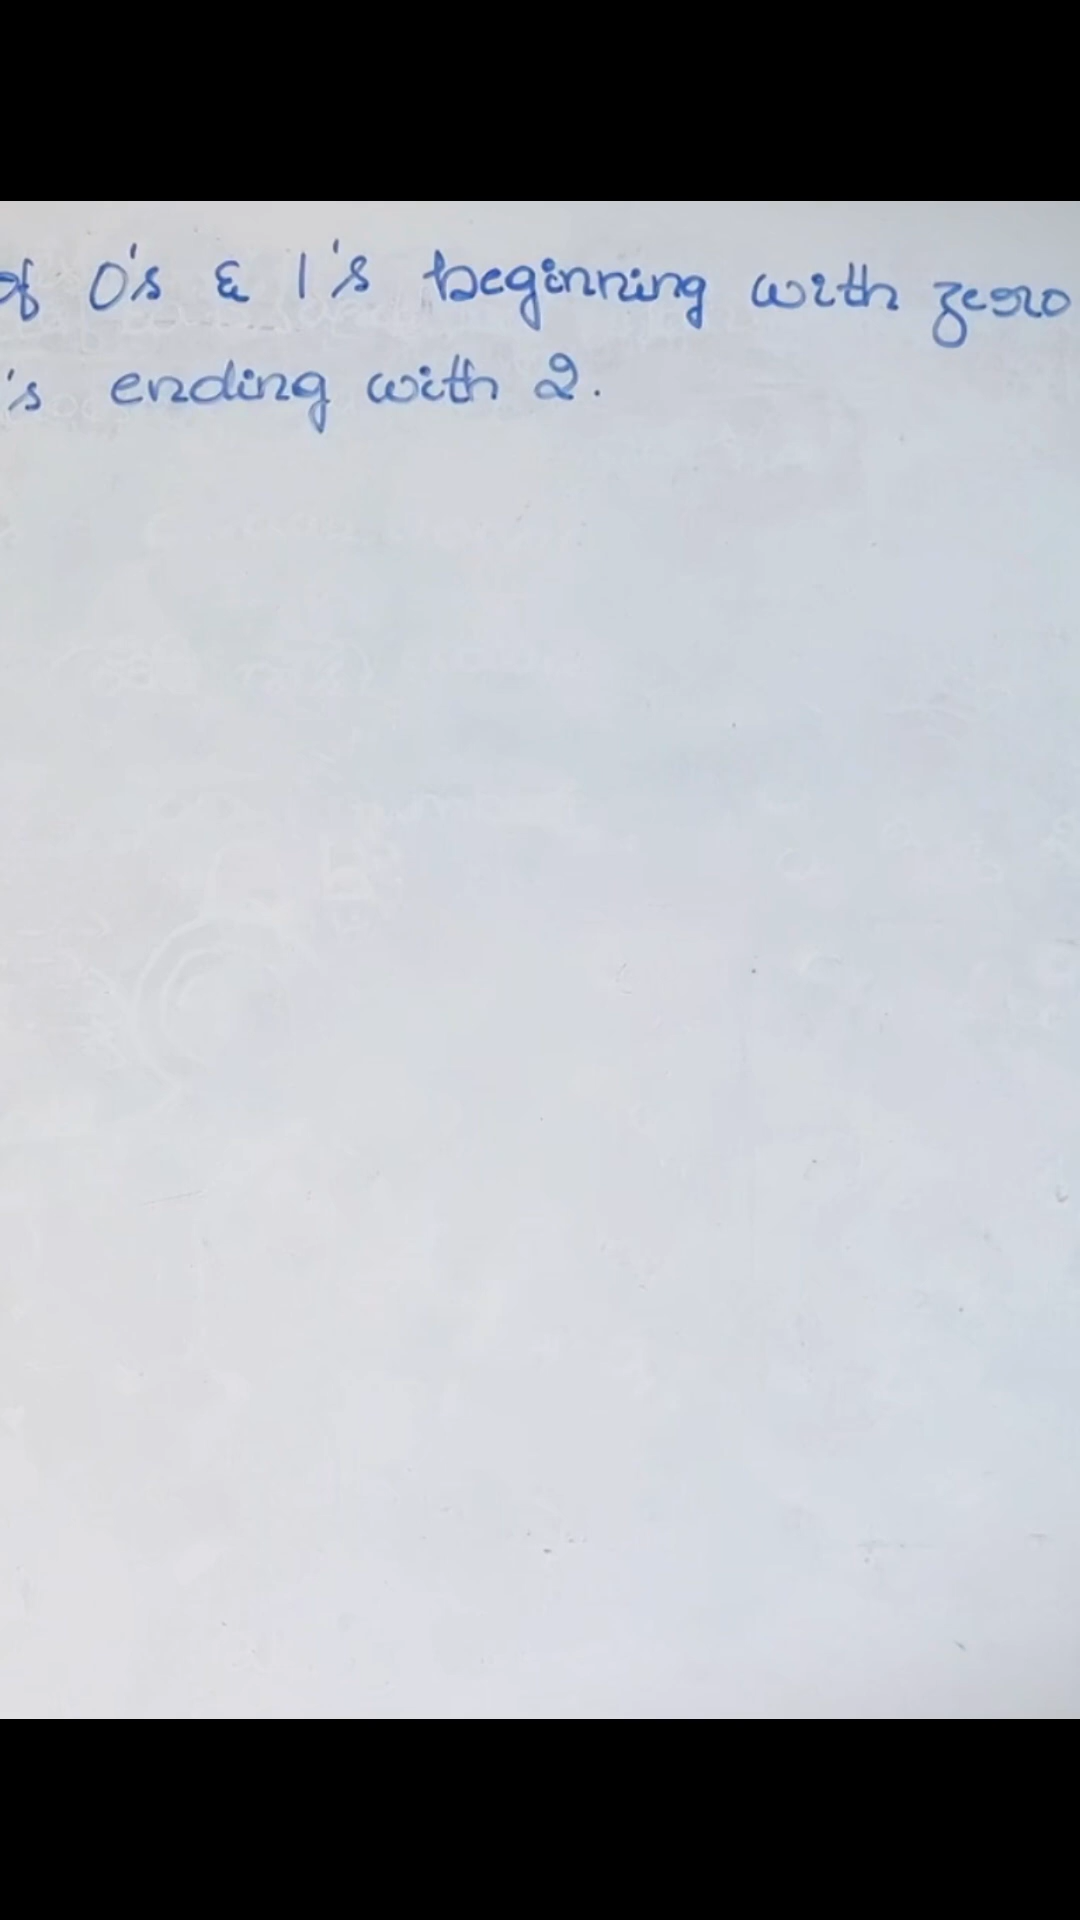 of 0's & 1's beginning with zero
's ending with 2.